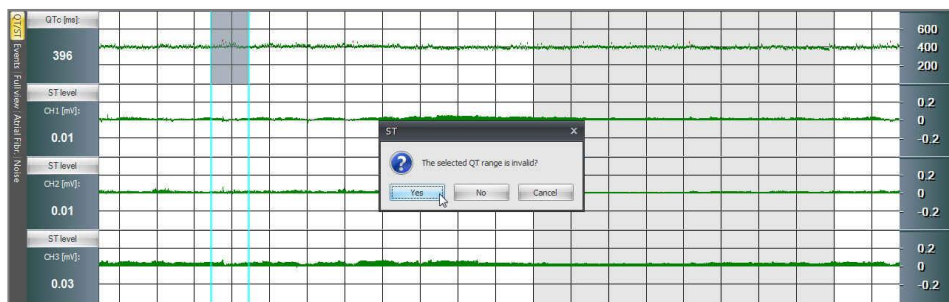 QT/ST Events Full view Atrial Fibr. Noise
QTc [ms]:
396
600
400
200
ST level
CH1 [mV]:
0.01
0.2
0
-0.2
ST
x
The selected QT range is invalid?
Yes
No
Cancel
ST level
CH2 [mV]:
0.01
0.2
0
-0.2
ST level
CH3 [mV]:
0.03
0.2
0
-0.2